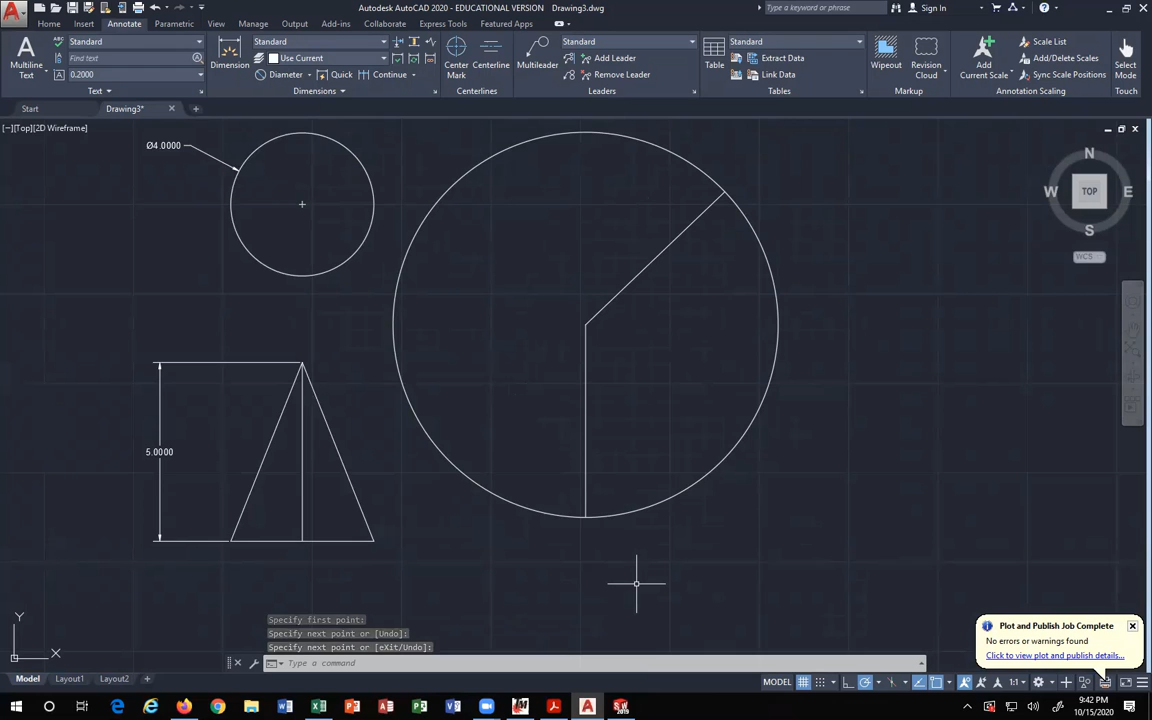 Autodesk AutoCAD 2020 - EDUCATIONAL VERSION Drawing3.dwg
Type a keyword or phrase
Sign In
Home Insert Annotate Parametric View Manage Output Add-ins Collaborate Express Tools Featured Apps
Multiline
Text
Standard
Find text
0.2000
Text
Dimension
Standard
Use Current
Diameter Quick Continue
Dimensions
Center
Mark
Centerline
Centerlines
Multileader
Standard
Add Leader
Remove Leader
Leaders
Table
Standard
Extract Data
Link Data
Tables
Wipeout
Revision
Cloud
Markup
Add
Current Scale
Scale List
Add/Delete Scales
Sync Scale Positions
Annotation Scaling
Select
Mode
Touch
Start
Drawing3*
[−][Top][2D Wireframe]
Ø4.0000
5.0000
N
W TOP E
S
WCS
Y
X
Specify first point:
Specify next point or [Undo]:
Specify next point or [eXit/Undo]:
Type a command
Plot and Publish Job Complete
No errors or warnings found
Click to view plot and publish details...
Model Layout1 Layout2
MODEL
1:1
9:42 PM
10/15/2020